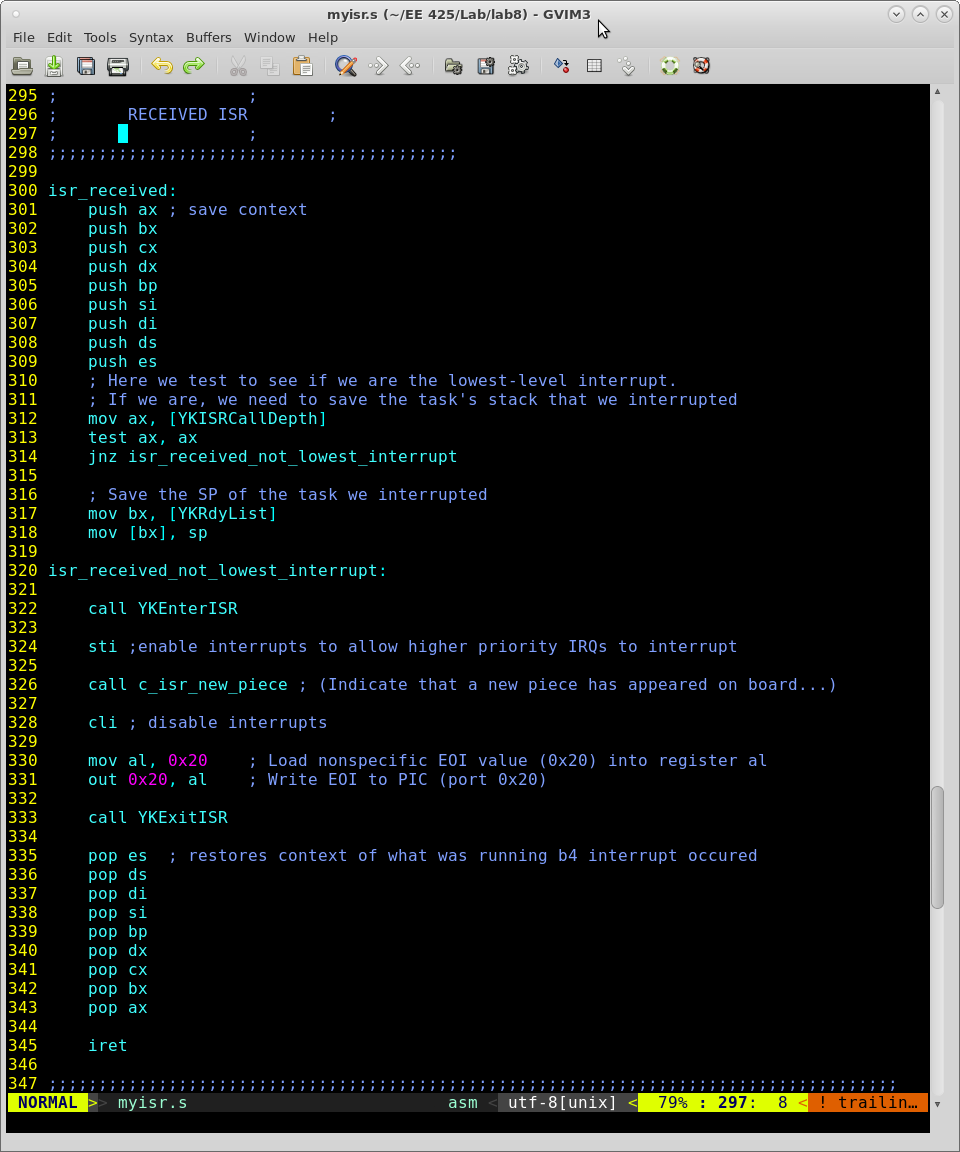 myisr.s (~/EE 425/Lab/lab8) - GVIM3
File Edit Tools Syntax Buffers Window Help
295 ;                   ;
296 ;       RECEIVED ISR        ;
297 ;                   ;
298 ;;;;;;;;;;;;;;;;;;;;;;;;;;;;;;;;;;;;;;;;;
299
300 isr_received:
301     push ax ; save context
302     push bx
303     push cx
304     push dx
305     push bp
306     push si
307     push di
308     push ds
309     push es
310     ; Here we test to see if we are the lowest-level interrupt.
311     ; If we are, we need to save the task's stack that we interrupted
312     mov ax, [YKISRCallDepth]
313     test ax, ax
314     jnz isr_received_not_lowest_interrupt
315
316     ; Save the SP of the task we interrupted
317     mov bx, [YKRdyList]
318     mov [bx], sp
319
320 isr_received_not_lowest_interrupt:
321
322     call YKEnterISR
323
324     sti ;enable interrupts to allow higher priority IRQs to interrupt
325
326     call c_isr_new_piece ; (Indicate that a new piece has appeared on board...)
327
328     cli ; disable interrupts
329
330     mov al, 0x20    ; Load nonspecific EOI value (0x20) into register al
331     out 0x20, al    ; Write EOI to PIC (port 0x20)
332
333     call YKExitISR
334
335     pop es  ; restores context of what was running b4 interrupt occured
336     pop ds
337     pop di
338     pop si
339     pop bp
340     pop dx
341     pop cx
342     pop bx
343     pop ax
344
345     iret
346
347 ;;;;;;;;;;;;;;;;;;;;;;;;;;;;;;;;;;;;;;;;;;;;;;;;;;;;;;;;;;;;;;;;;;;;;;;;;;;;;;;;;;;;;
NORMAL >> myisr.s asm < utf-8[unix] < 79% : 297: 8 < ! trailin…